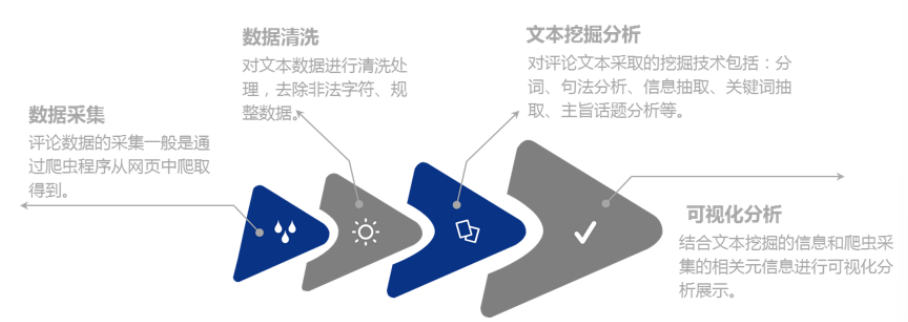 数据采集
评论数据的采集一般是通
过爬虫程序从网页中爬取
得到。
数据清洗
对文本数据进行清洗处
理，去除非法字符、规
整数据。
文本挖掘分析
对评论文本采取的挖掘技术包括：分
词、句法分析、信息抽取、关键词抽
取、主旨话题分析等。
可视化分析
结合文本挖掘的信息和爬虫采
集的相关元信息进行可视化分
析展示。